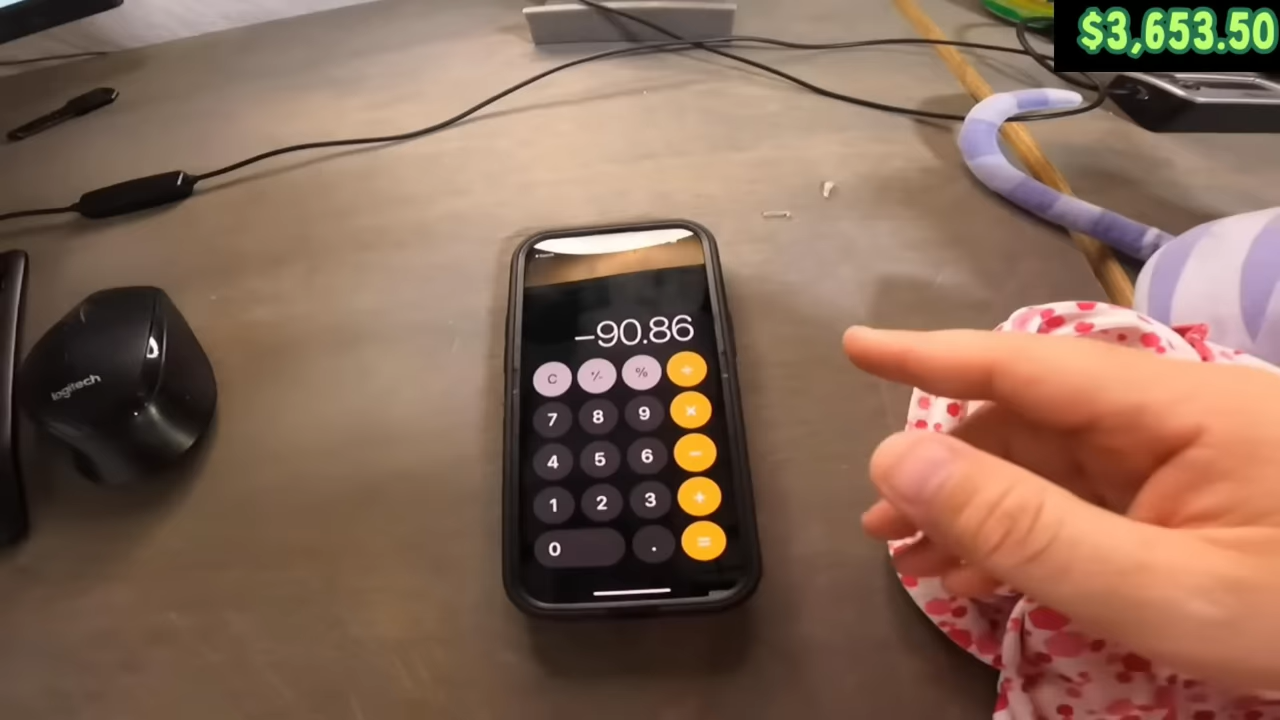 $3,653.50
logitech
-90.86
C +/- % ÷
7 8 9 ×
4 5 6 −
1 2 3 +
0 . =